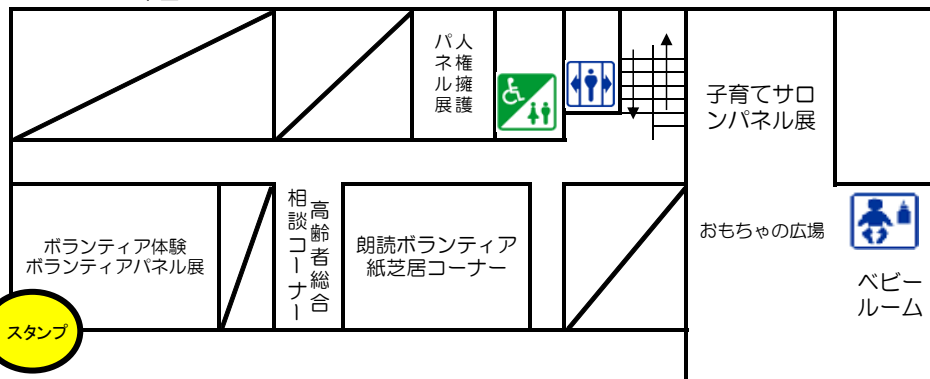 人権擁護
パネル展
子育てサロ
ンパネル展
ボランティア体験
ボランティアパネル展
高齢者総合
相談コーナー
朗読ボランティア
紙芝居コーナー
おもちゃの広場
ベビー
ルーム
スタンプ